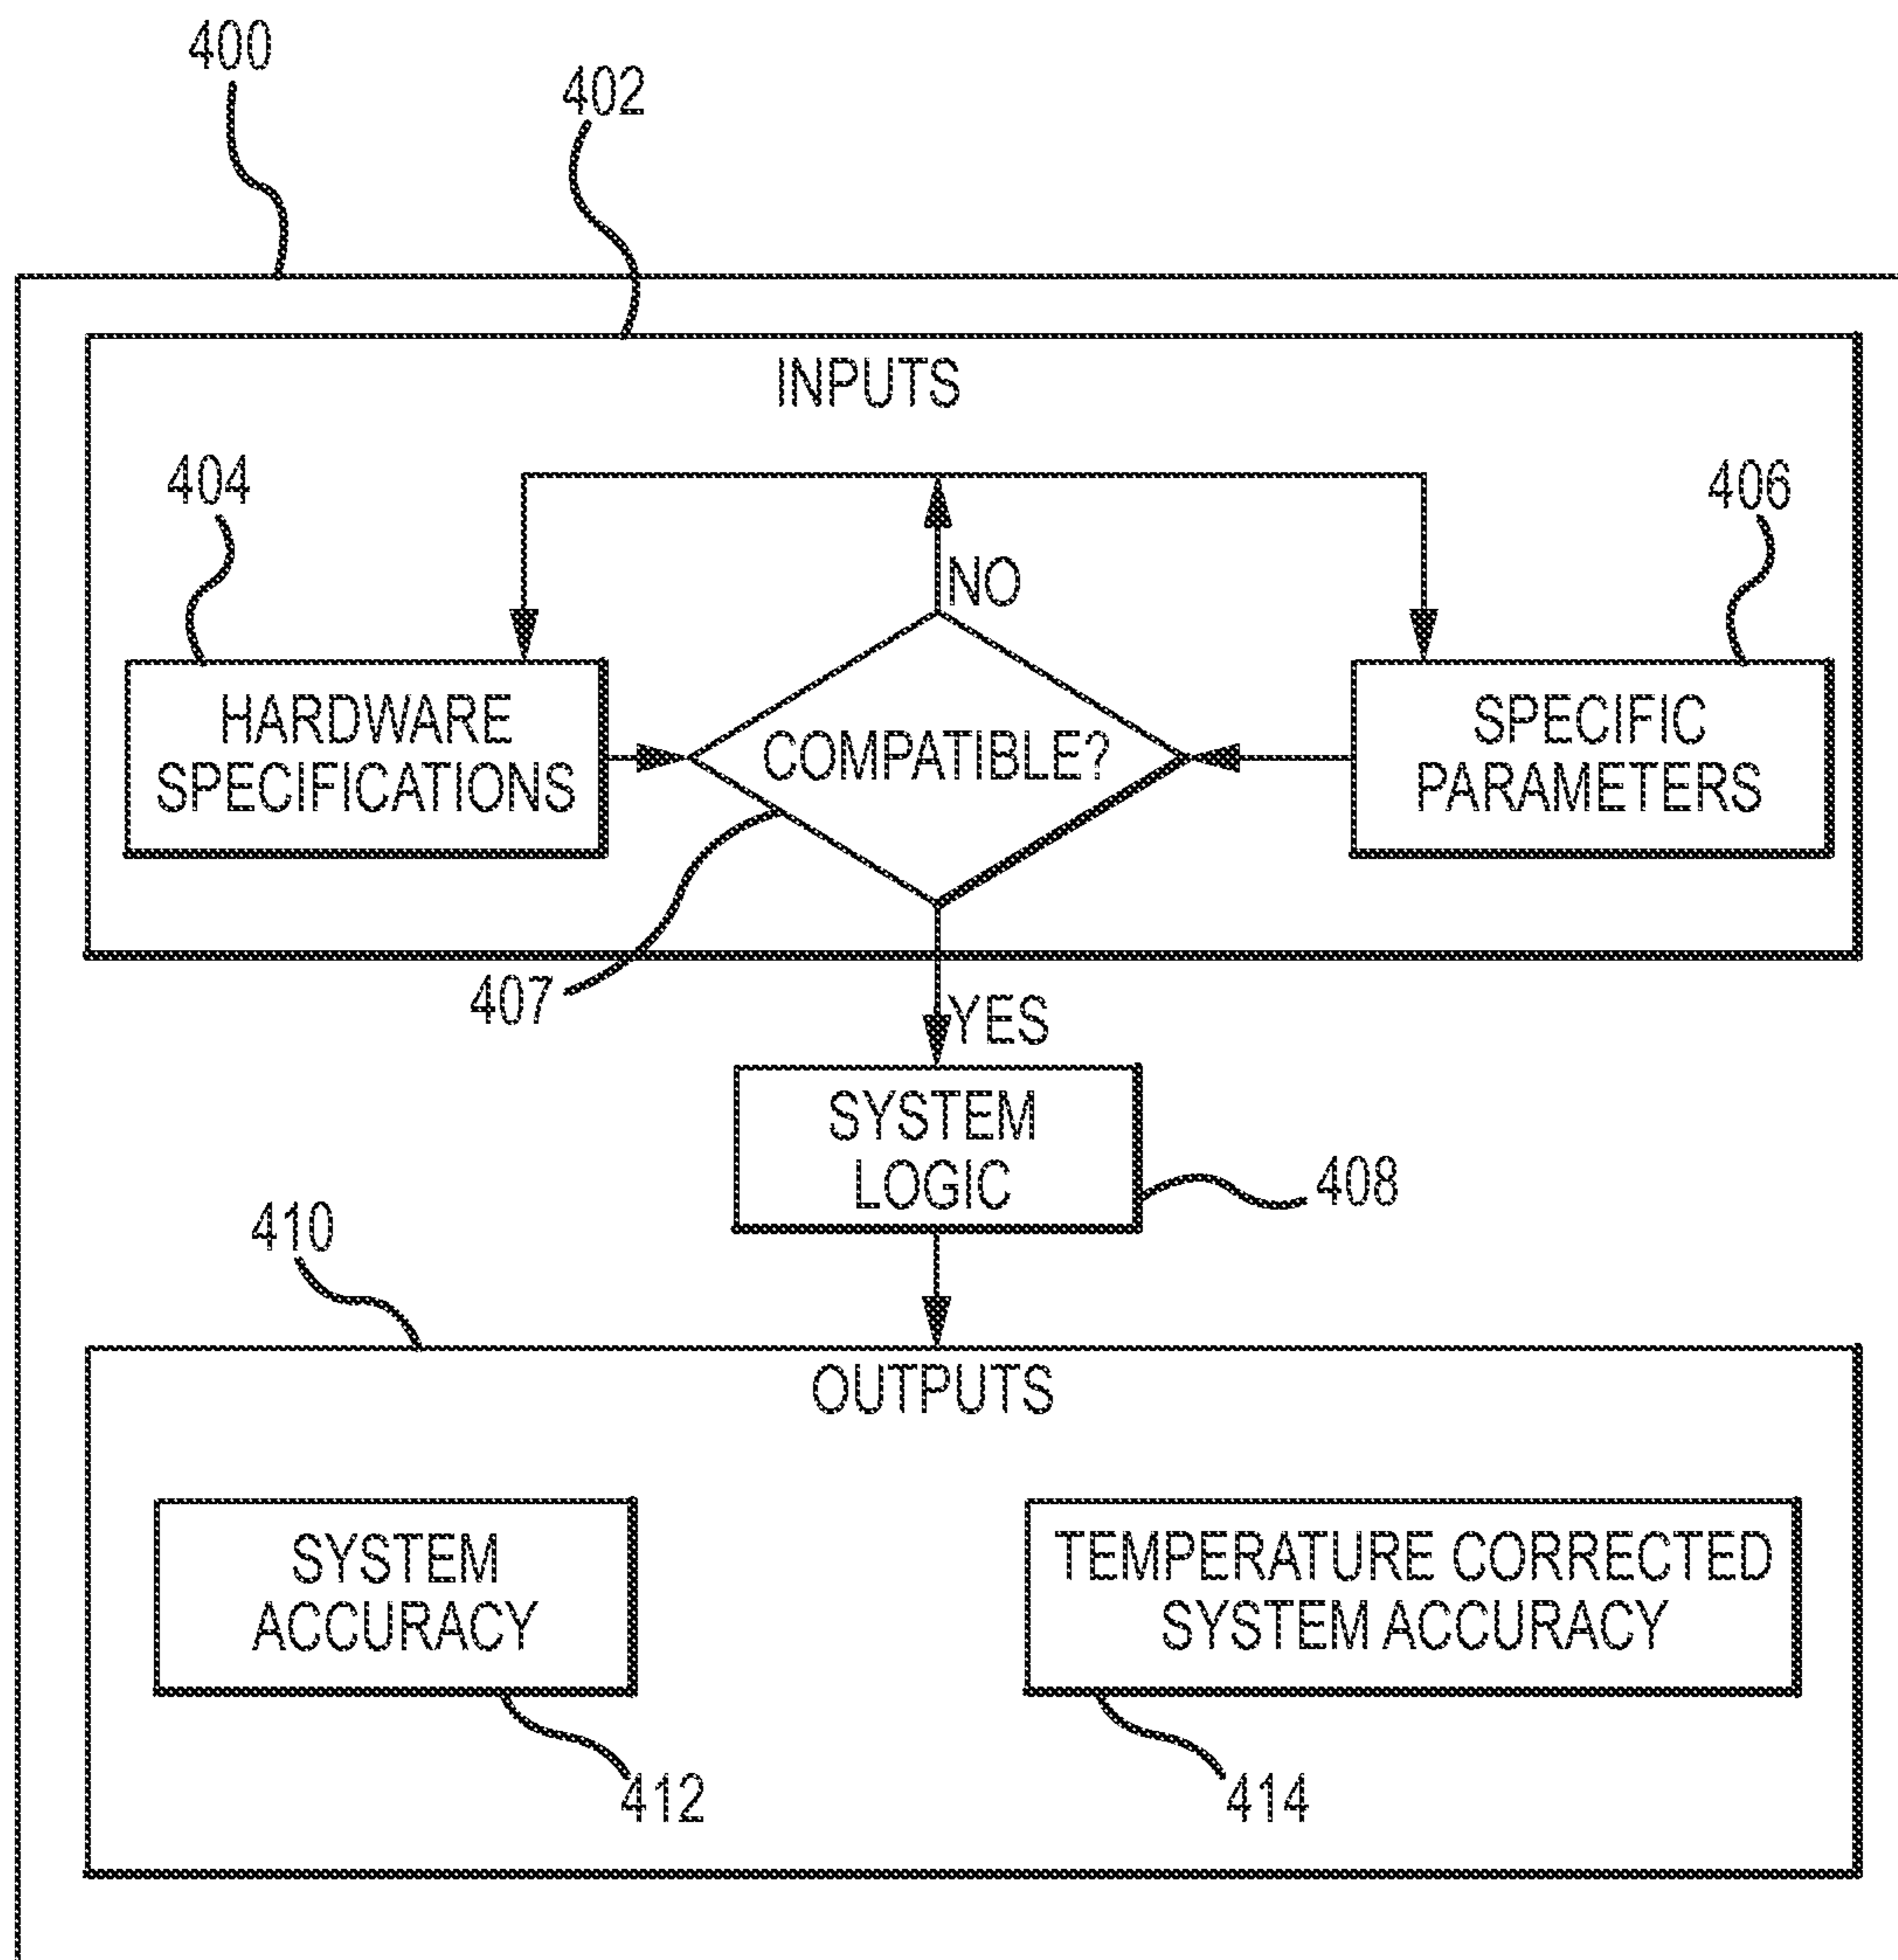 400
402
INPUTS
404
406
NO
HARDWARE
SPECIFICATIONS
COMPATIBLE?
SPECIFIC
PARAMETERS
407
YES
SYSTEM
LOGIC
408
410
OUTPUTS
SYSTEM
ACCURACY
TEMPERATURE CORRECTED
SYSTEM ACCURACY
412
414